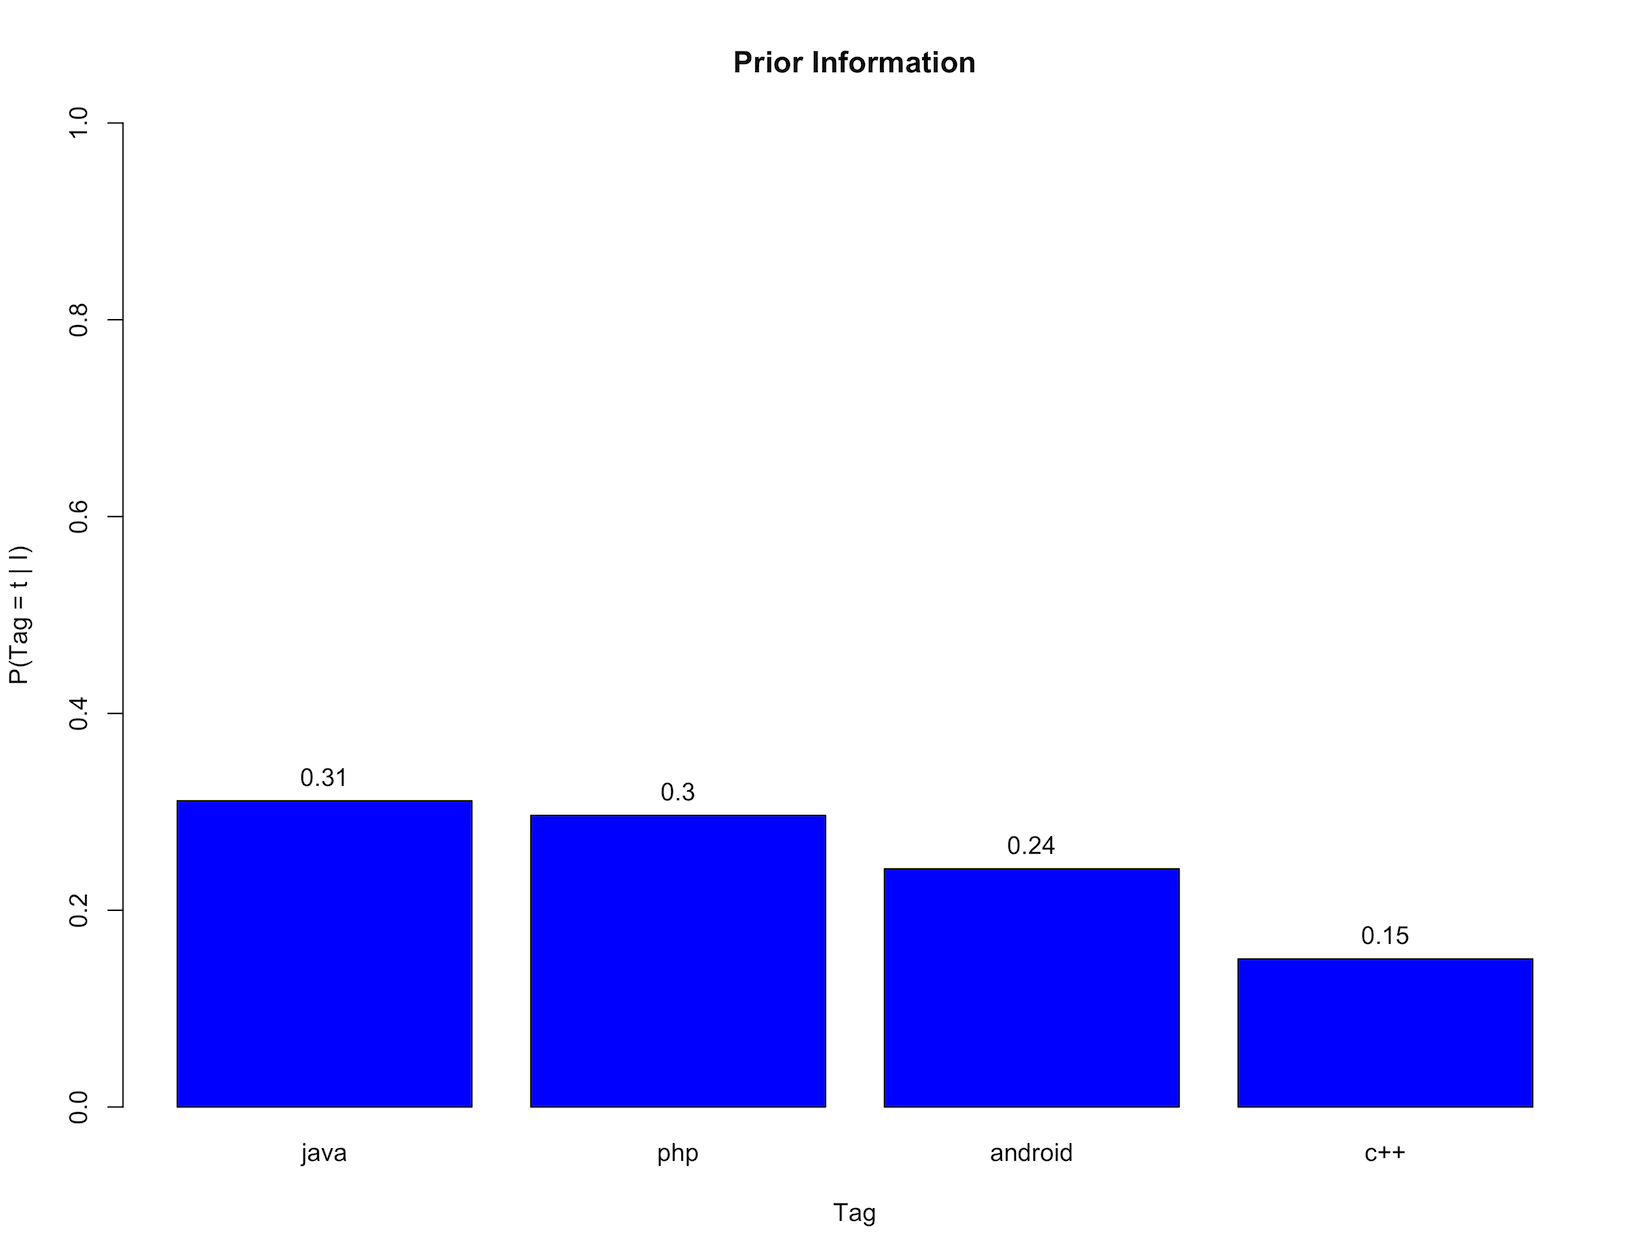 Prior Information
P(Tag = t | I)
1.0
0.8
0.6
0.4
0.2
0.0
0.31
0.3
0.24
0.15
java
php
android
c++
Tag